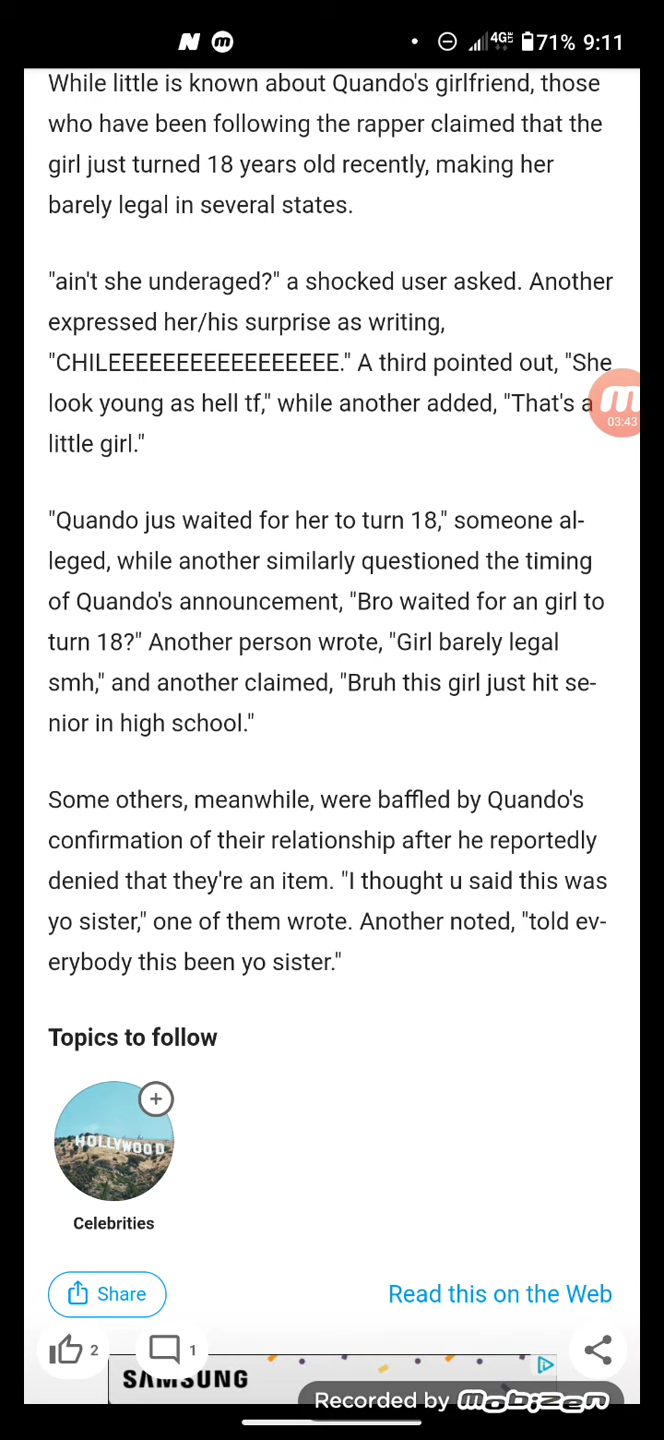 4G 71% 9:11
While little is known about Quando's girlfriend, those
who have been following the rapper claimed that the
girl just turned 18 years old recently, making her
barely legal in several states.
"ain't she underaged?" a shocked user asked. Another
expressed her/his surprise as writing,
"CHILEEEEEEEEEEEEEEEEE." A third pointed out, "She
look young as hell tf," while another added, "That's a
03:43
little girl."
"Quando jus waited for her to turn 18," someone al-
leged, while another similarly questioned the timing
of Quando's announcement, "Bro waited for an girl to
turn 18?" Another person wrote, "Girl barely legal
smh," and another claimed, "Bruh this girl just hit se-
nior in high school."
Some others, meanwhile, were baffled by Quando's
confirmation of their relationship after he reportedly
denied that they're an item. "I thought u said this was
yo sister," one of them wrote. Another noted, "told ev-
erybody this been yo sister."
Topics to follow
HOLLYWOOD
Celebrities
Share
Read this on the Web
2
1
SAMSUNG
Recorded by Mobizen